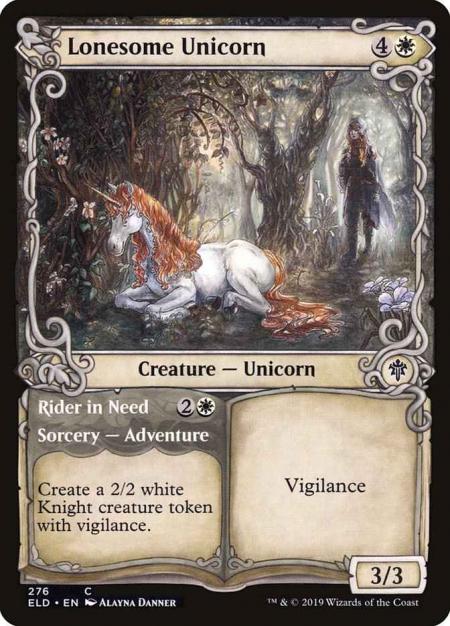 Lonesome Unicorn 4
Creature — Unicorn
Rider in Need 2
Sorcery — Adventure
Create a 2/2 white
Knight creature token
with vigilance.
Vigilance
3/3
276 C
ELD • EN ALAYNA DANNER
™ & © 2019 Wizards of the Coast